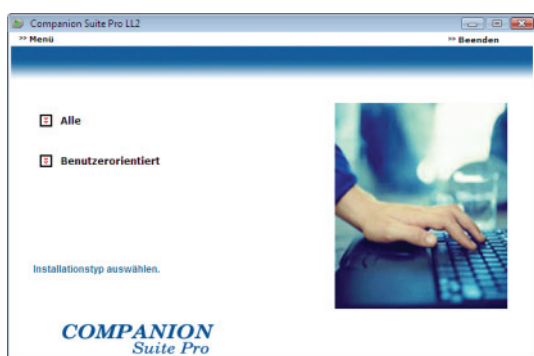 Companion Suite Pro LL2
>> Menü >> Beenden
Alle
Benutzerorientiert
Installationstyp auswählen.
COMPANION
Suite Pro